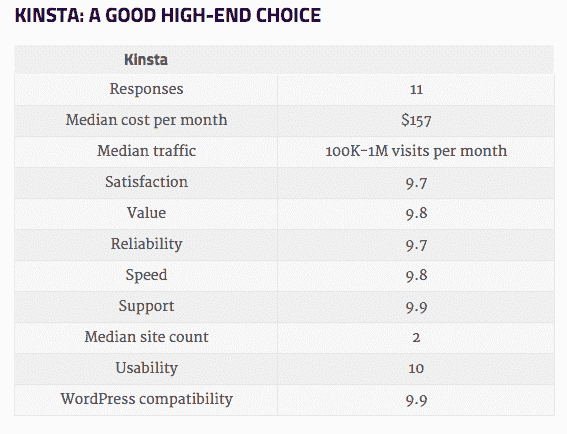 KINSTA: A GOOD HIGH-END CHOICE
Kinsta
Responses 11
Median cost per month $157
Median traffic 100K-1M visits per month
Satisfaction 9.7
Value 9.8
Reliability 9.7
Speed 9.8
Support 9.9
Median site count 2
Usability 10
WordPress compatibility 9.9